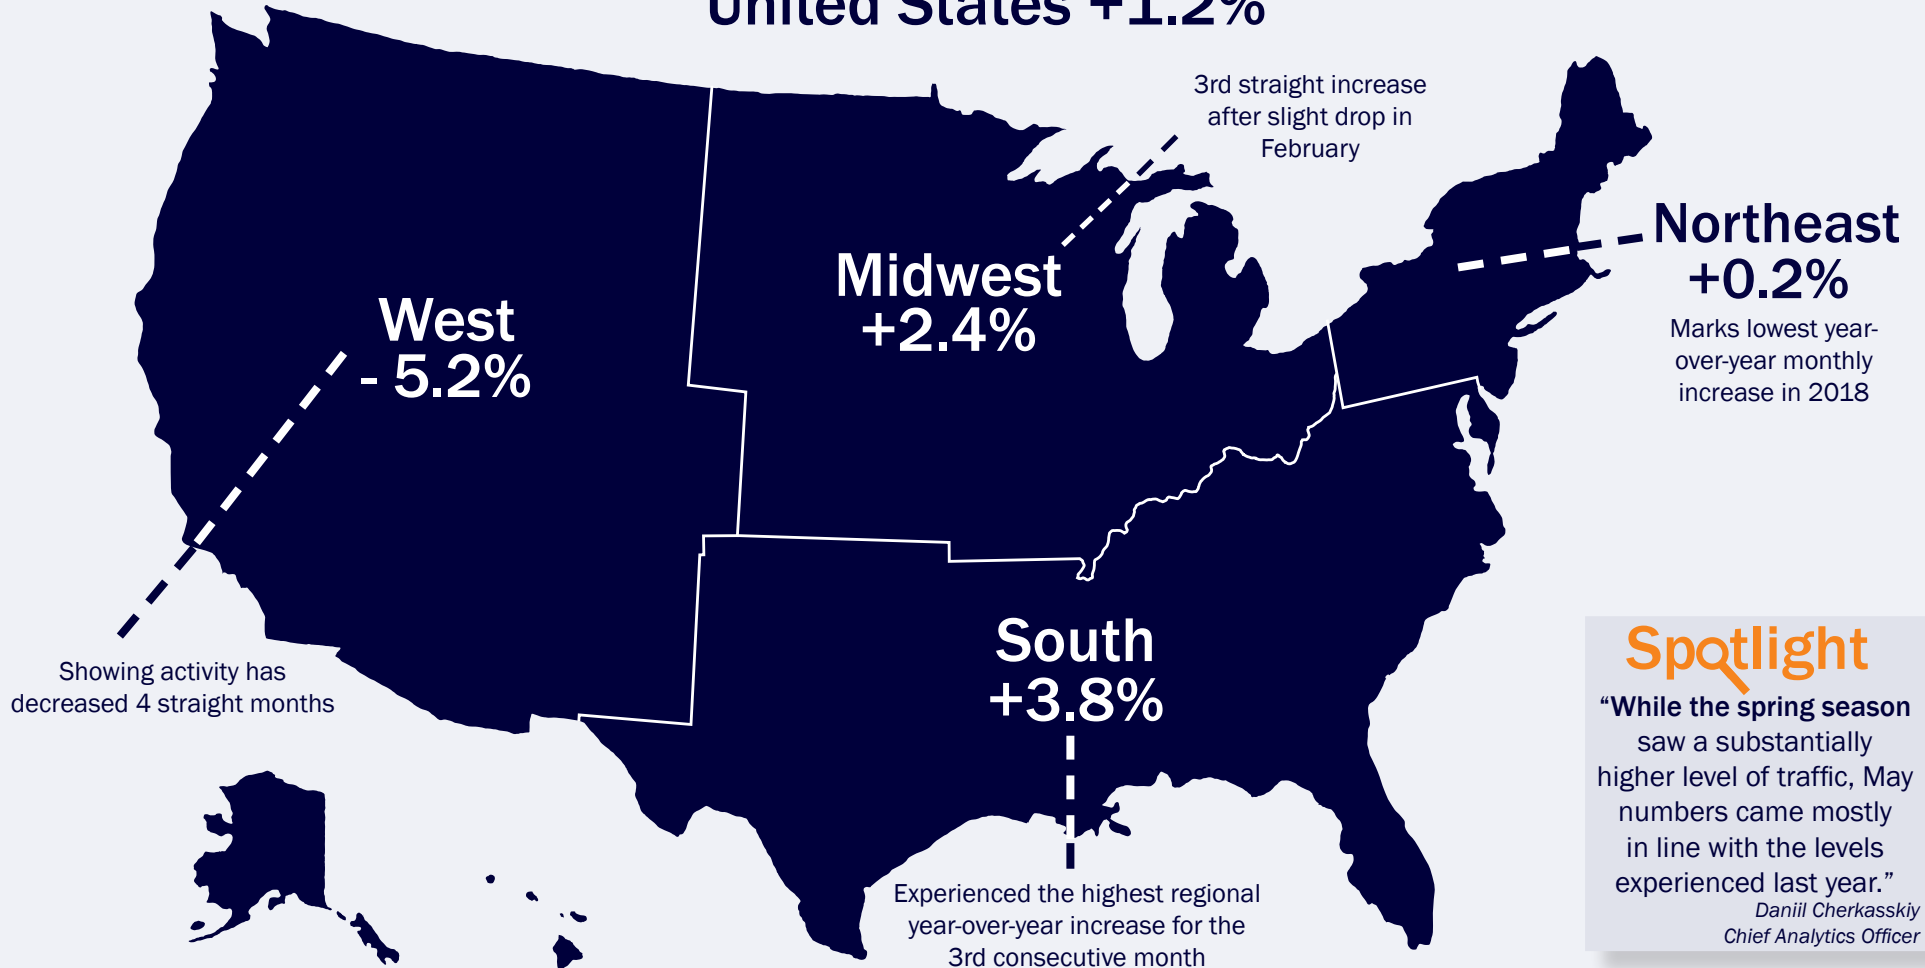 United States +1.2%
3rd straight increase
after slight drop in
February
Northeast
+0.2%
Marks lowest year-
over-year monthly
increase in 2018
Midwest
+2.4%
West
- 5.2%
Showing activity has
decreased 4 straight months
South
+3.8%
Experienced the highest regional
year-over-year increase for the
3rd consecutive month
Spotlight
“While the spring season
saw a substantially
higher level of traffic, May
numbers came mostly
in line with the levels
experienced last year.”
Daniil Cherkasskiy
Chief Analytics Officer